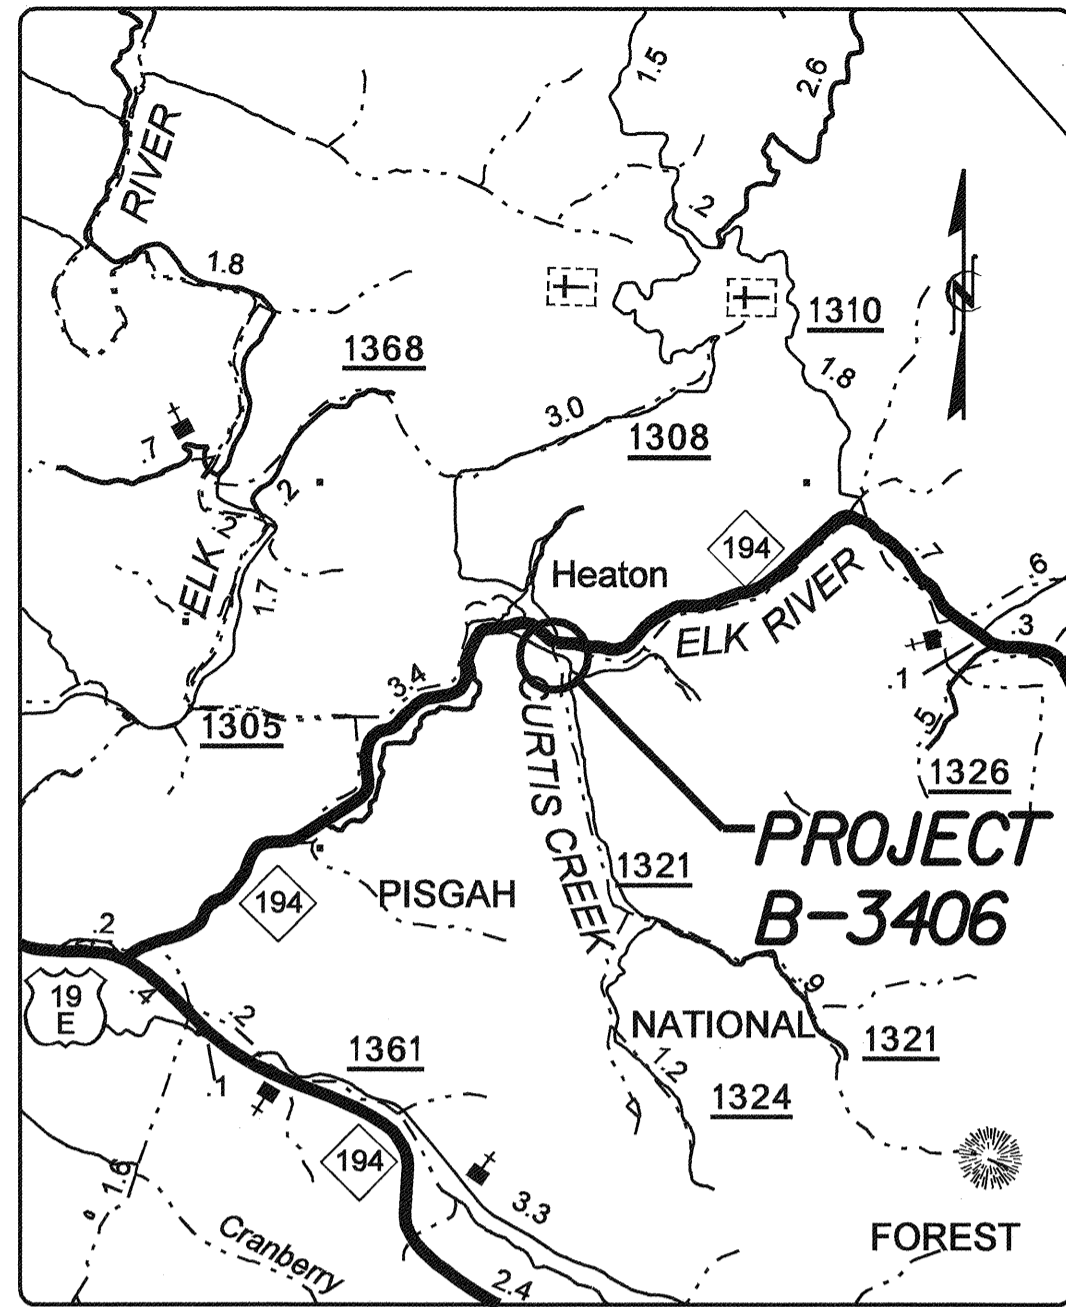 1.5
2.6
RIVER
.2
1.8
1310
1368
1.8
3.0
1308
.7
.2
.2
194
Heaton
.7
ELK
ELK RIVER
1.7
.6
.3
.1
3.4
.5
1305
CURTIS CREEK
1326
PROJECT
B-3406
1321
PISGAH
194
.2
19
E
.4
.2
.9
NATIONAL
1321
1361
1.2
.1
1324
194
1.6
3.3
Cranberry
FOREST
2.4
N